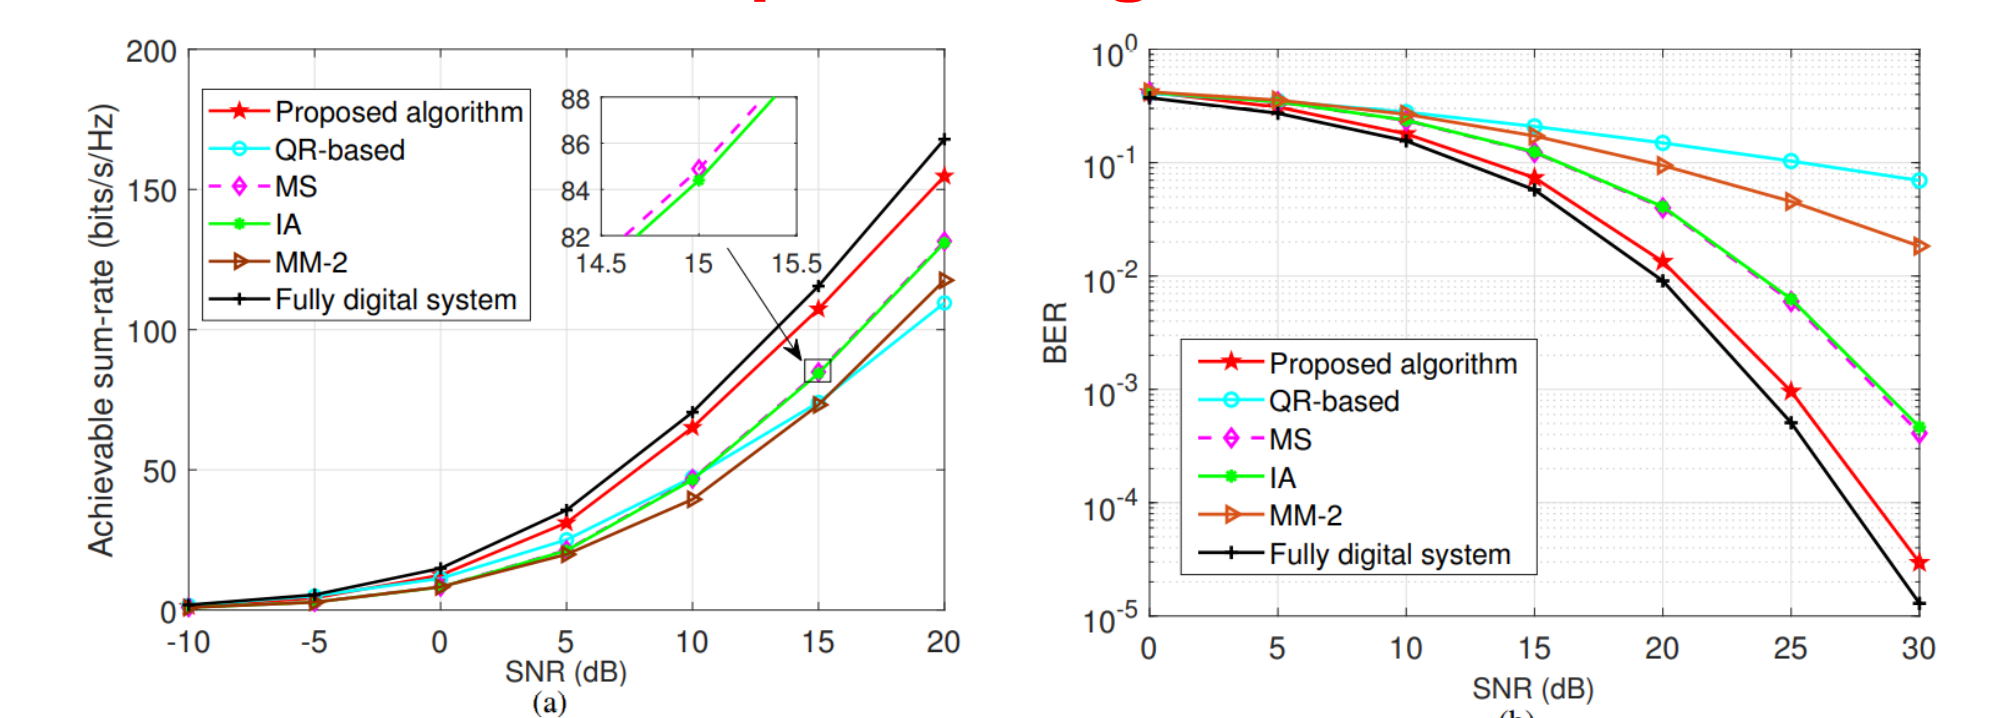 200
150
100
50
0
-10 -5 0 5 10 15 20
Achievable sum-rate (bits/s/Hz)
SNR (dB)
(a)
Proposed algorithm
QR-based
MS
IA
MM-2
Fully digital system
88
86
84
82
14.5 15 15.5
10^0
10^-1
10^-2
10^-3
10^-4
10^-5
0 5 10 15 20 25 30
BER
SNR (dB)
Proposed algorithm
QR-based
MS
IA
MM-2
Fully digital system